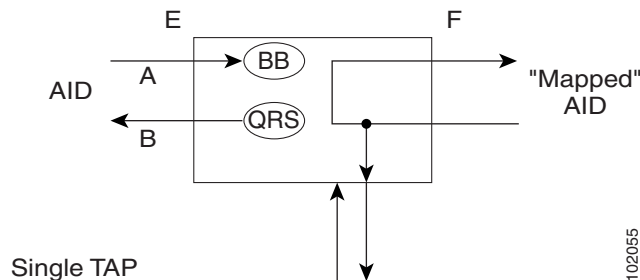 E
F
A
BB
AID
"Mapped"
AID
QRS
B
Single TAP
102055